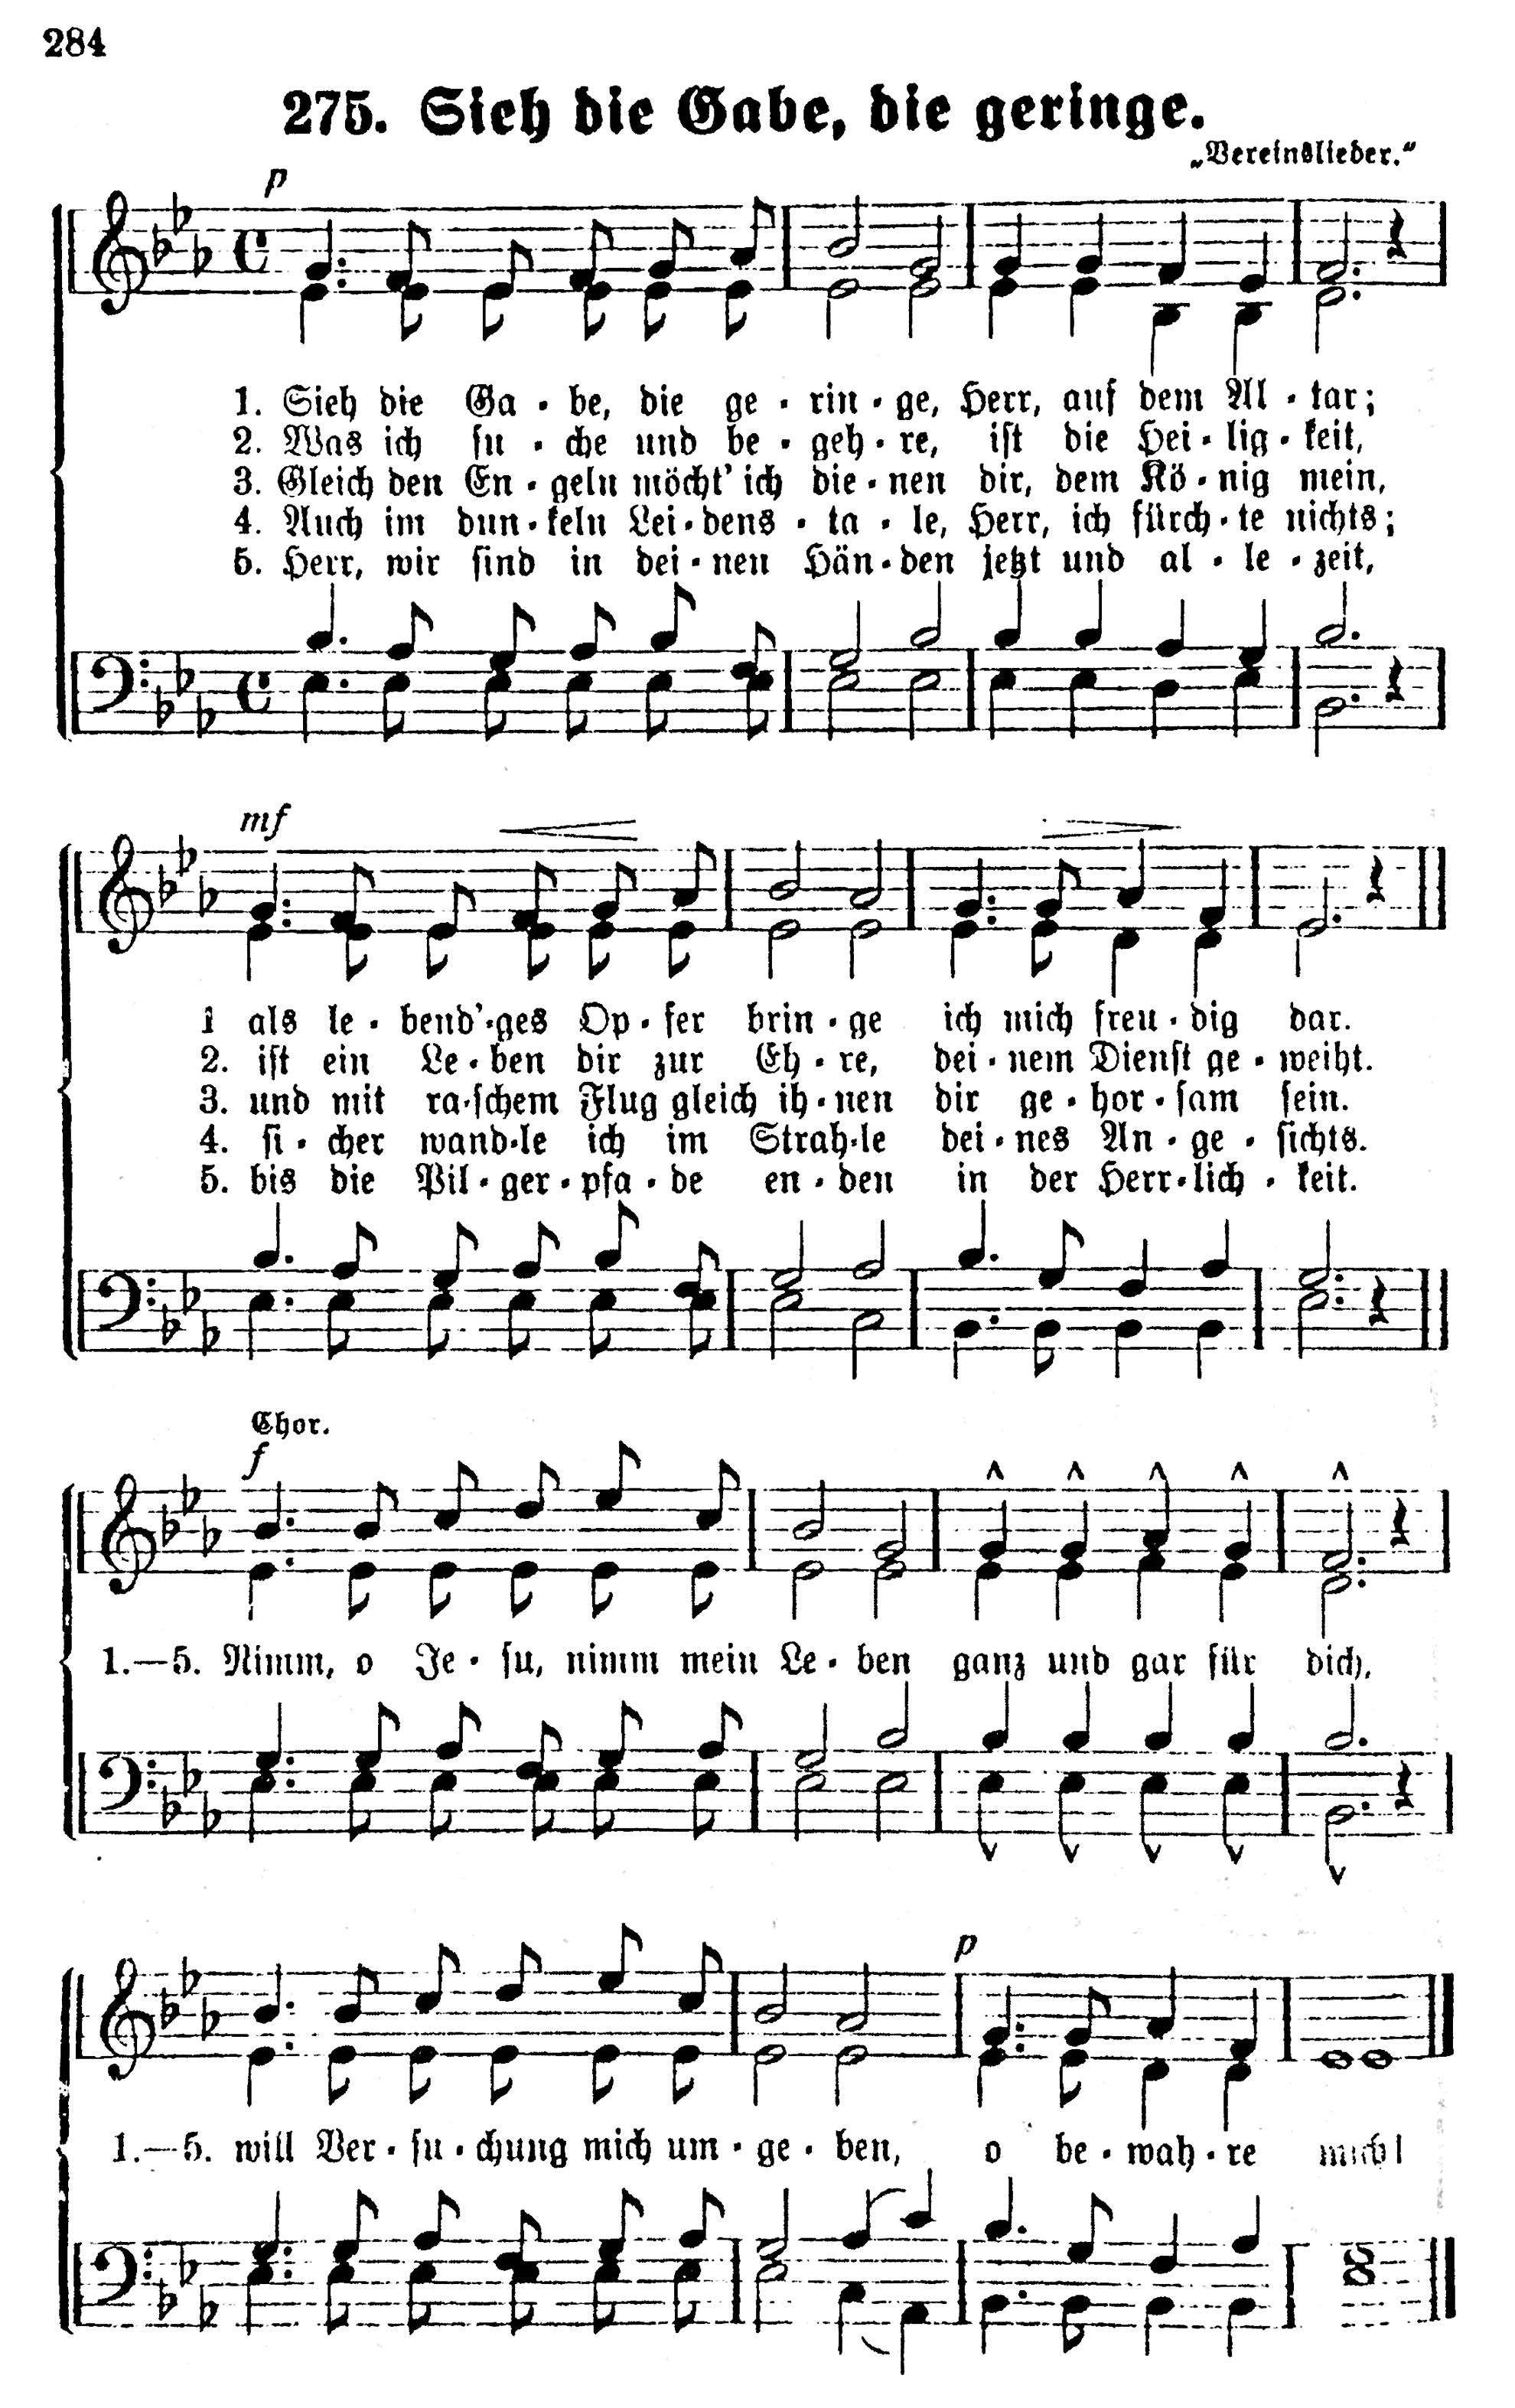 284
275. Sieh die Gabe, die geringe.
„Vereinslieder.“
p
1. Sieh die Ga - be, die ge - rin - ge, Herr, auf dem Al - tar;
2. Was ich su - che und be - geh - re, ist die Hei - lig - keit,
3. Gleich den En - geln möcht' ich die - nen dir, dem Kö - nig mein,
4. Auch im dun - keln Lei - dens - ta - le, Herr, ich fürch - te nichts;
5. Herr, wir sind in dei - nen Hän - den jetzt und al - le - zeit,
mf
1 als le - bend'- ges Op - fer brin - ge ich mich freu - dig dar.
2. ist ein Le - ben dir zur Eh - re, dei - nem Dienst ge - weiht.
3. und mit ra - schem Flug gleich ih - nen dir ge - hor - sam sein.
4. si - cher wand - le ich im Strah - le dei - nes An - ge - sichts.
5. bis die Pil - ger - pfa - de en - den in der Herr - lich - keit.
Chor.
f
1.—5. Nimm, o Je - su, nimm mein Le - ben ganz und gar für dich,
p
1.—5. will Ver - su - chung mich um - ge - ben, o be - wah - re mich!